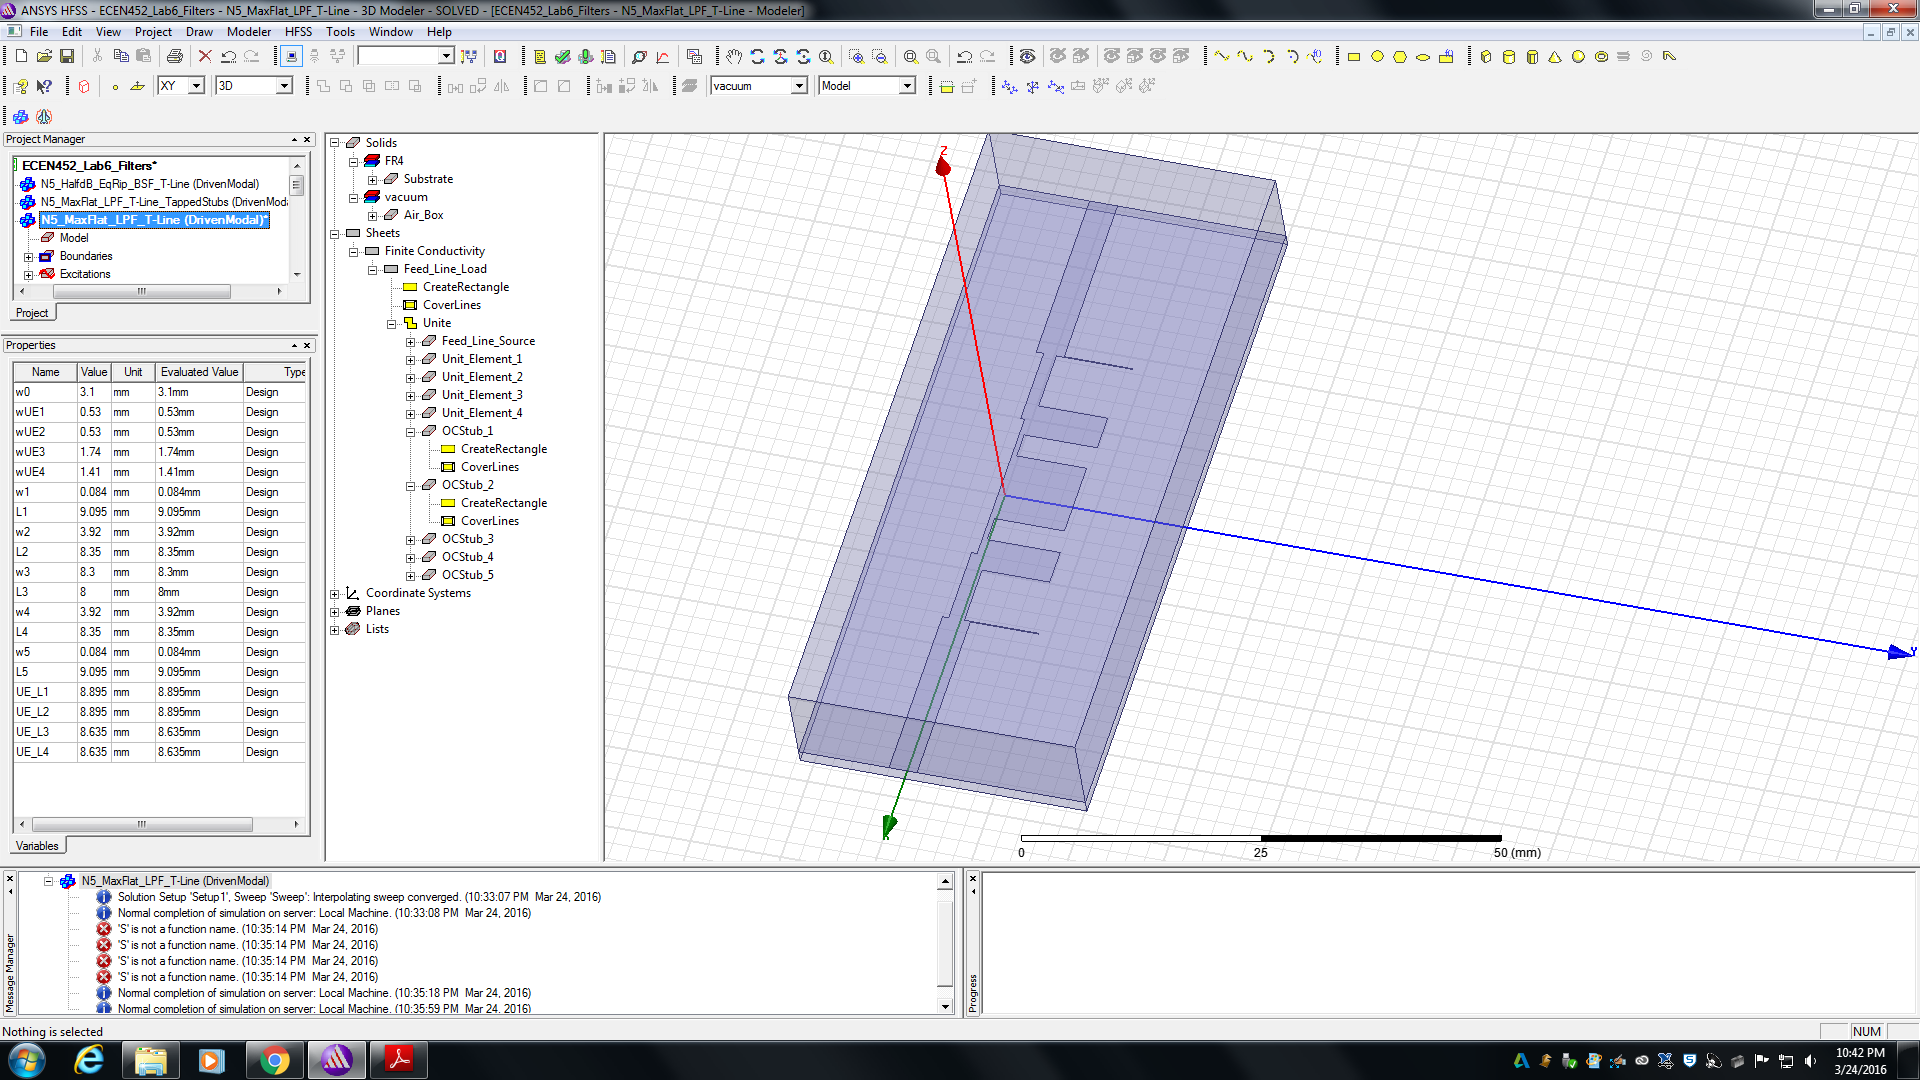 ANSYS HFSS - ECEN452_Lab6_Filters - N5_MaxFlat_LPF_T-Line - 3D Modeler - SOLVED - [ECEN452_Lab6_Filters - N5_MaxFlat_LPF_T-Line - Modeler]
File Edit View Project Draw Modeler HFSS Tools Window Help
XY 3D vacuum Model
Project Manager
ECEN452_Lab6_Filters*
N5_HalfdB_EqRip_BSF_T-Line (DrivenModal)
N5_MaxFlat_LPF_T-Line_TappedStubs (DrivenModa
N5_MaxFlat_LPF_T-Line (DrivenModal)*
Model
Boundaries
Excitations
Project
Properties
Name Value Unit Evaluated Value Type
w0 3.1 mm 3.1mm Design
wUE1 0.53 mm 0.53mm Design
wUE2 0.53 mm 0.53mm Design
wUE3 1.74 mm 1.74mm Design
wUE4 1.41 mm 1.41mm Design
w1 0.084 mm 0.084mm Design
L1 9.095 mm 9.095mm Design
w2 3.92 mm 3.92mm Design
L2 8.35 mm 8.35mm Design
w3 8.3 mm 8.3mm Design
L3 8 mm 8mm Design
w4 3.92 mm 3.92mm Design
L4 8.35 mm 8.35mm Design
w5 0.084 mm 0.084mm Design
L5 9.095 mm 9.095mm Design
UE_L1 8.895 mm 8.895mm Design
UE_L2 8.895 mm 8.895mm Design
UE_L3 8.635 mm 8.635mm Design
UE_L4 8.635 mm 8.635mm Design
Variables
Solids
FR4
Substrate
vacuum
Air_Box
Sheets
Finite Conductivity
Feed_Line_Load
CreateRectangle
CoverLines
Unite
Feed_Line_Source
Unit_Element_1
Unit_Element_2
Unit_Element_3
Unit_Element_4
OCStub_1
CreateRectangle
CoverLines
OCStub_2
CreateRectangle
CoverLines
OCStub_3
OCStub_4
OCStub_5
Coordinate Systems
Planes
Lists
Z
Y
0 25 50 (mm)
Message Manager
N5_MaxFlat_LPF_T-Line (DrivenModal)
Solution Setup 'Setup1', Sweep 'Sweep': Interpolating sweep converged. (10:33:07 PM Mar 24, 2016)
Normal completion of simulation on server: Local Machine. (10:33:08 PM Mar 24, 2016)
'S' is not a function name. (10:35:14 PM Mar 24, 2016)
'S' is not a function name. (10:35:14 PM Mar 24, 2016)
'S' is not a function name. (10:35:14 PM Mar 24, 2016)
'S' is not a function name. (10:35:14 PM Mar 24, 2016)
Normal completion of simulation on server: Local Machine. (10:35:18 PM Mar 24, 2016)
Normal completion of simulation on server: Local Machine. (10:35:59 PM Mar 24, 2016)
Progress
Nothing is selected
NUM
10:42 PM
3/24/2016